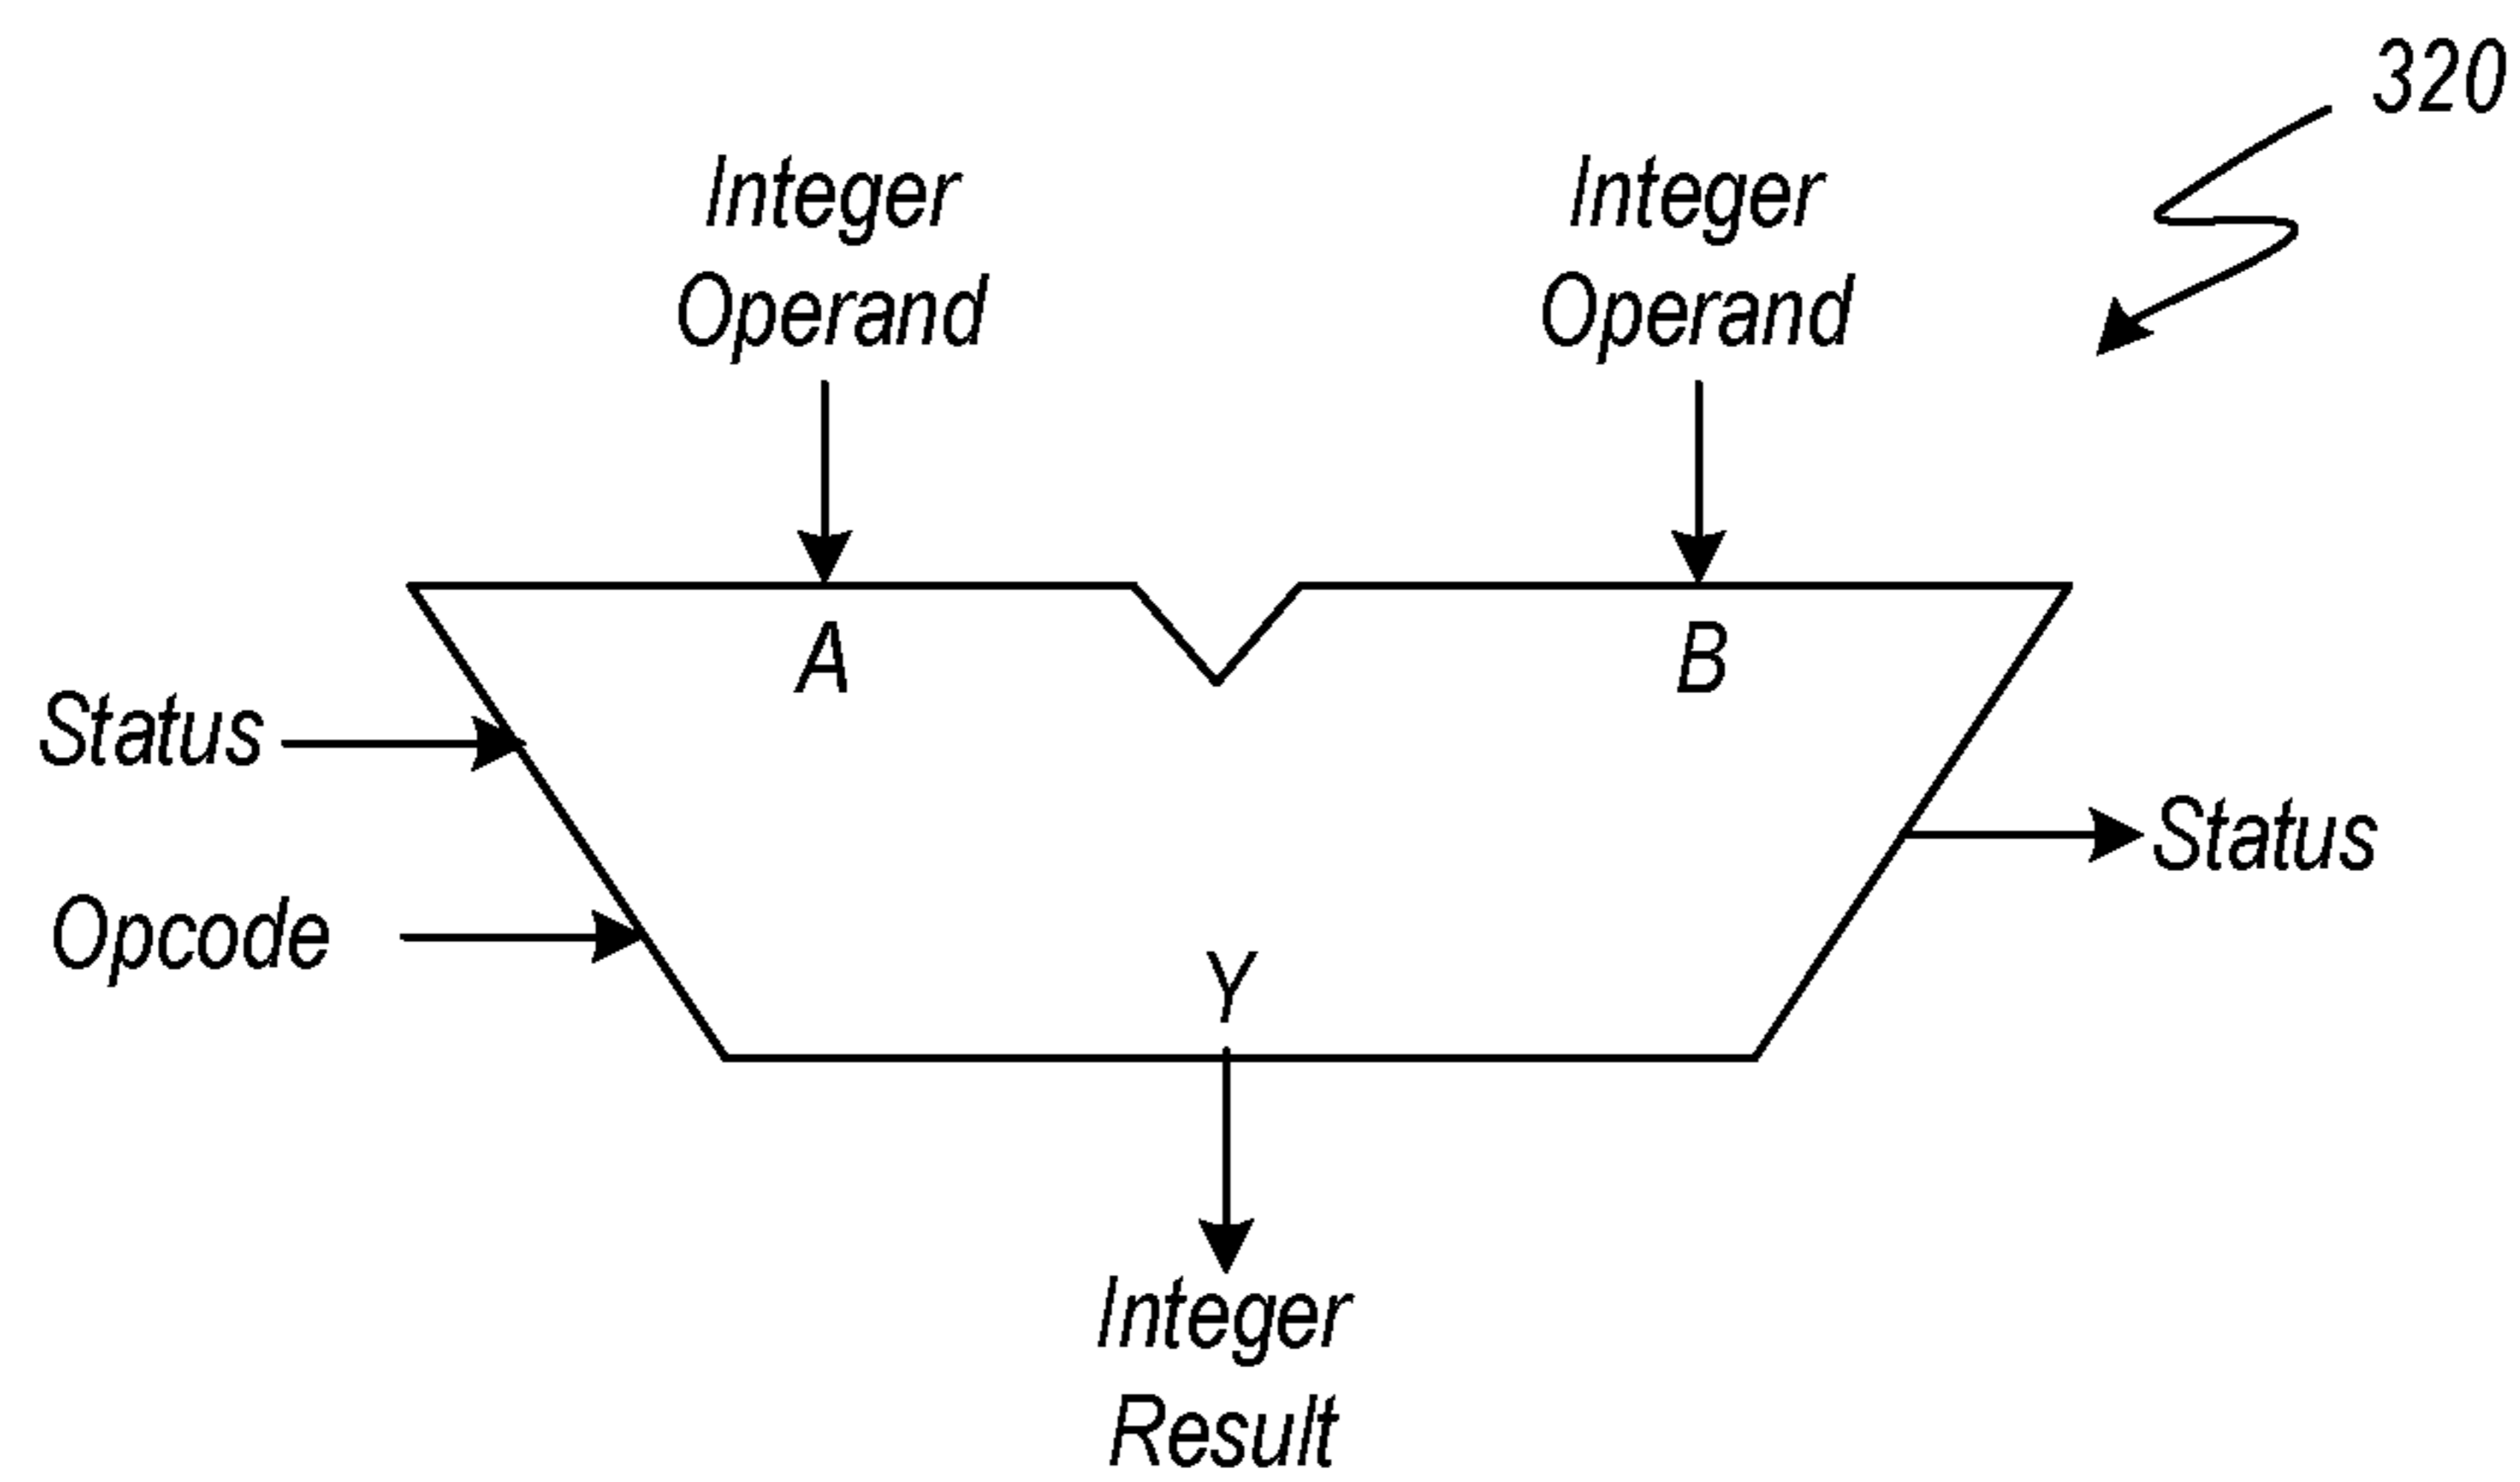 320
Integer
Operand
Integer
Operand
A
B
Status
Status
Opcode
Y
Integer
Result